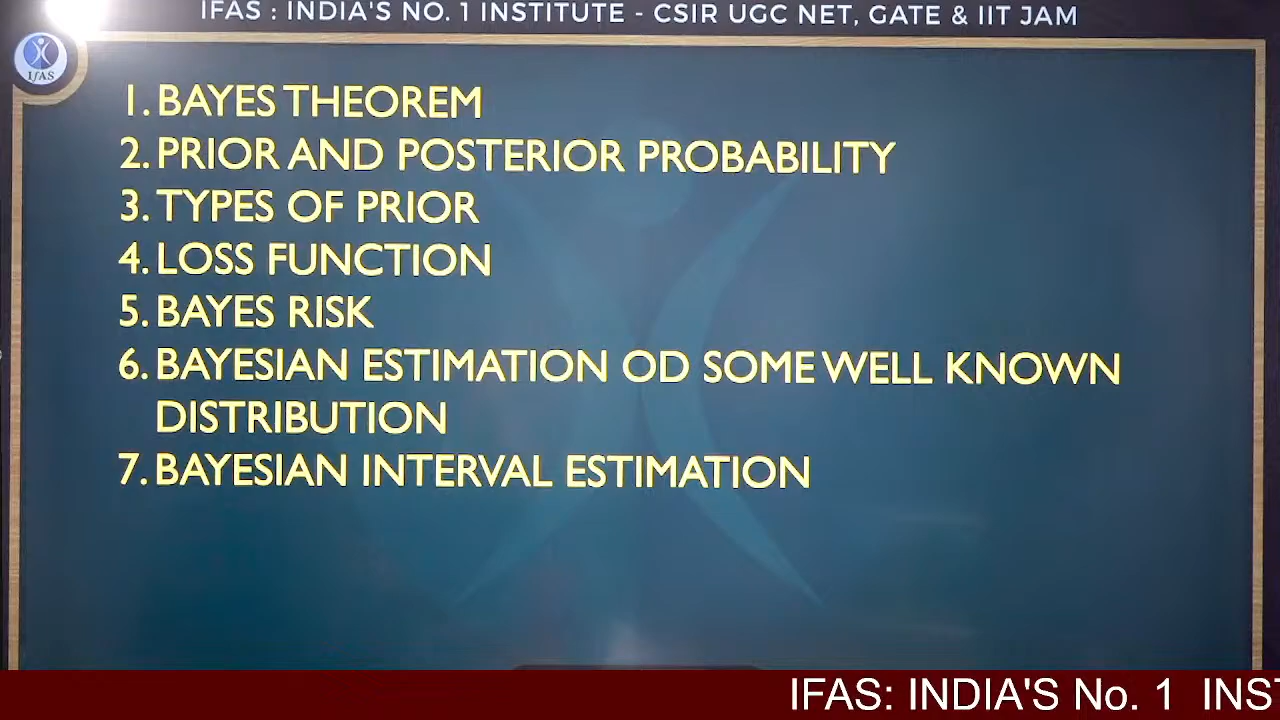 IFAS : INDIA'S NO. 1 INSTITUTE - CSIR UGC NET, GATE & IIT JAM
IfAS
1. BAYES THEOREM
2. PRIOR AND POSTERIOR PROBABILITY
3. TYPES OF PRIOR
4. LOSS FUNCTION
5. BAYES RISK
6. BAYESIAN ESTIMATION OD SOME WELL KNOWN
DISTRIBUTION
7. BAYESIAN INTERVAL ESTIMATION
IFAS: INDIA'S No. 1 INS